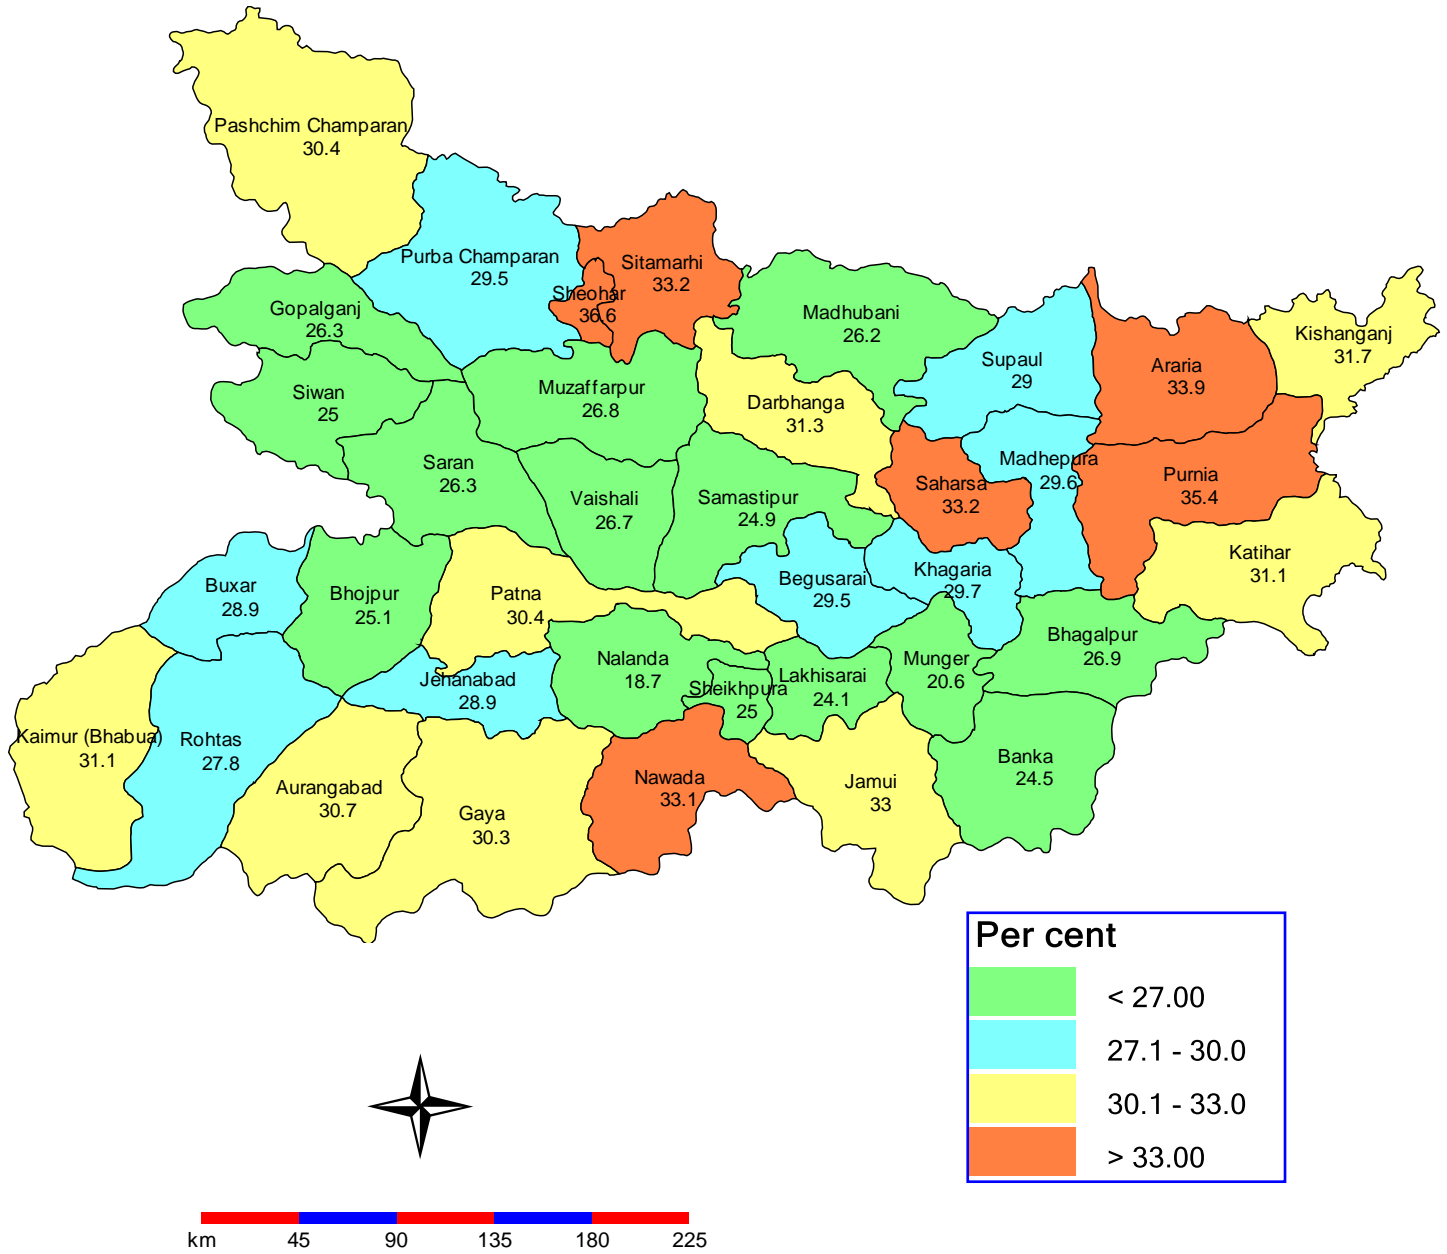 Pashchim Champaran
30.4
Purba Champaran
29.5
Sitamarhi
33.2
Sheohar
36.6
Gopalganj
26.3
Madhubani
26.2
Kishanganj
31.7
Supaul
29
Araria
33.9
Siwan
25
Muzaffarpur
26.8
Darbhanga
31.3
Saran
26.3
Vaishali
26.7
Samastipur
24.9
Saharsa
33.2
Madhepura
29.6
Purnia
35.4
Katihar
31.1
Buxar
28.9
Bhojpur
25.1
Patna
30.4
Begusarai
29.5
Khagaria
29.7
Bhagalpur
26.9
Jehanabad
28.9
Nalanda
18.7
Sheikhpura
25
Lakhisarai
24.1
Munger
20.6
Kaimur (Bhabua)
31.1
Rohtas
27.8
Aurangabad
30.7
Gaya
30.3
Nawada
33.1
Jamui
33
Banka
24.5
Per cent
< 27.00
27.1 - 30.0
30.1 - 33.0
> 33.00
km 45 90 135 180 225